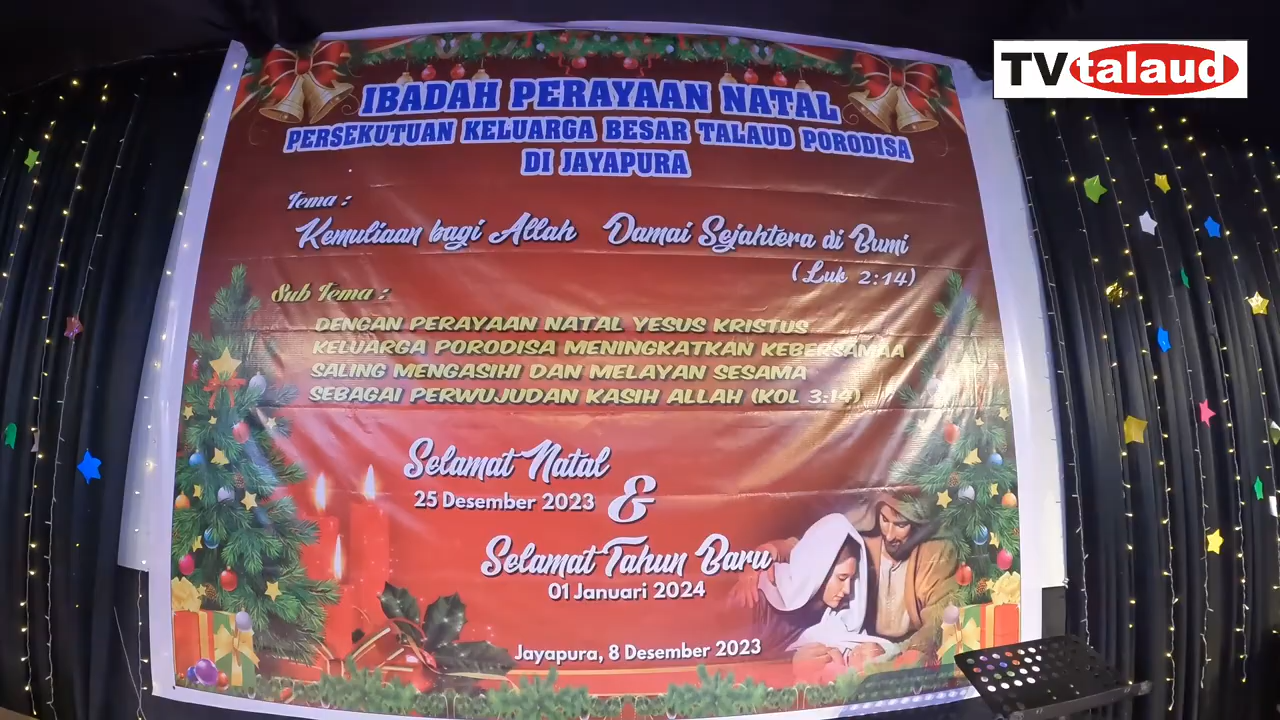 TVtalaud
IBADAH PERAYAAN NATAL
PERSEKUTUAN KELUARGA BESAR TALAUD PORODISA
DI JAYAPURA
Tema :
Kemuliaan bagi Allah Damai Sejahtera di Bumi
(Luk 2:14)
Sub Tema :
DENGAN PERAYAAN NATAL YESUS KRISTUS
KELUARGA PORODISA MENINGKATKAN KEBERSAMAA
SALING MENGASIHI DAN MELAYAN SESAMA
SEBAGAI PERWUJUDAN KASIH ALLAH (KOL 3:14)
Selamat Natal
25 Desember 2023
&
Selamat Tahun Baru
01 Januari 2024
Jayapura, 8 Desember 2023